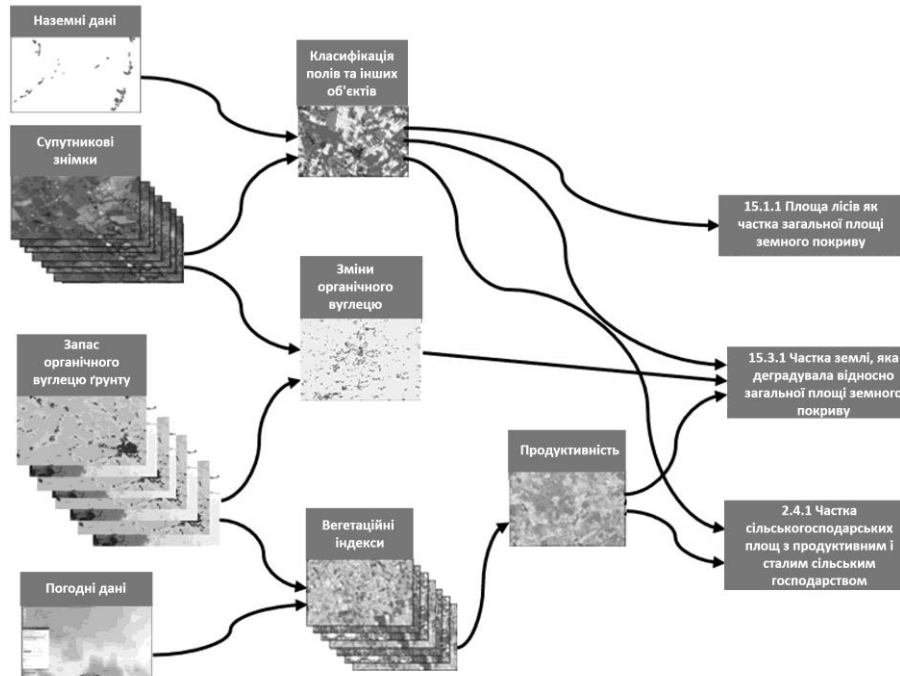 Наземні дані
Супутникові
знімки
Запас
органічного
вуглецю ґрунту
Погодні дані
Класифікація
полів та інших
об'єктів
Зміни
органічного
вуглецю
Вегетаційні
індекси
Продуктивність
15.1.1 Площа лісів як
частка загальної площі
земного покриву
15.3.1 Частка землі, яка
деградувала відносно
загальної площі земного
покриву
2.4.1 Частка
сільськогосподарських
площ з продуктивним і
сталим сільським
господарством